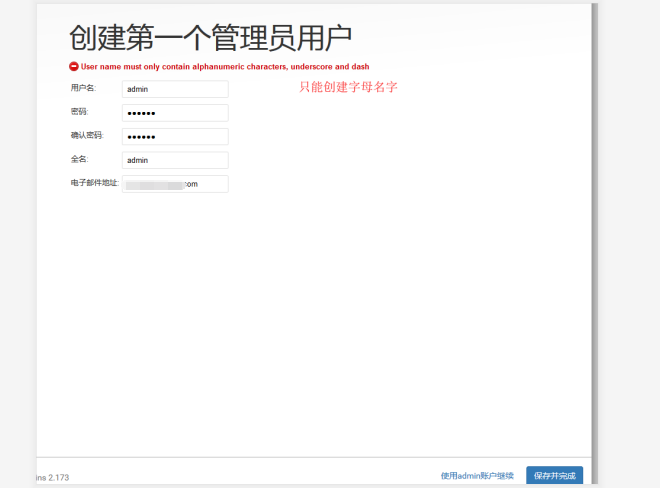 创建第一个管理员用户
User name must only contain alphanumeric characters, underscore and dash
用户名: admin
只能创建字母名字
密码: ●●●●●●
确认密码: ●●●●●●
全名: admin
电子邮件地址: com
ins 2.173
使用admin账户继续
保存并完成